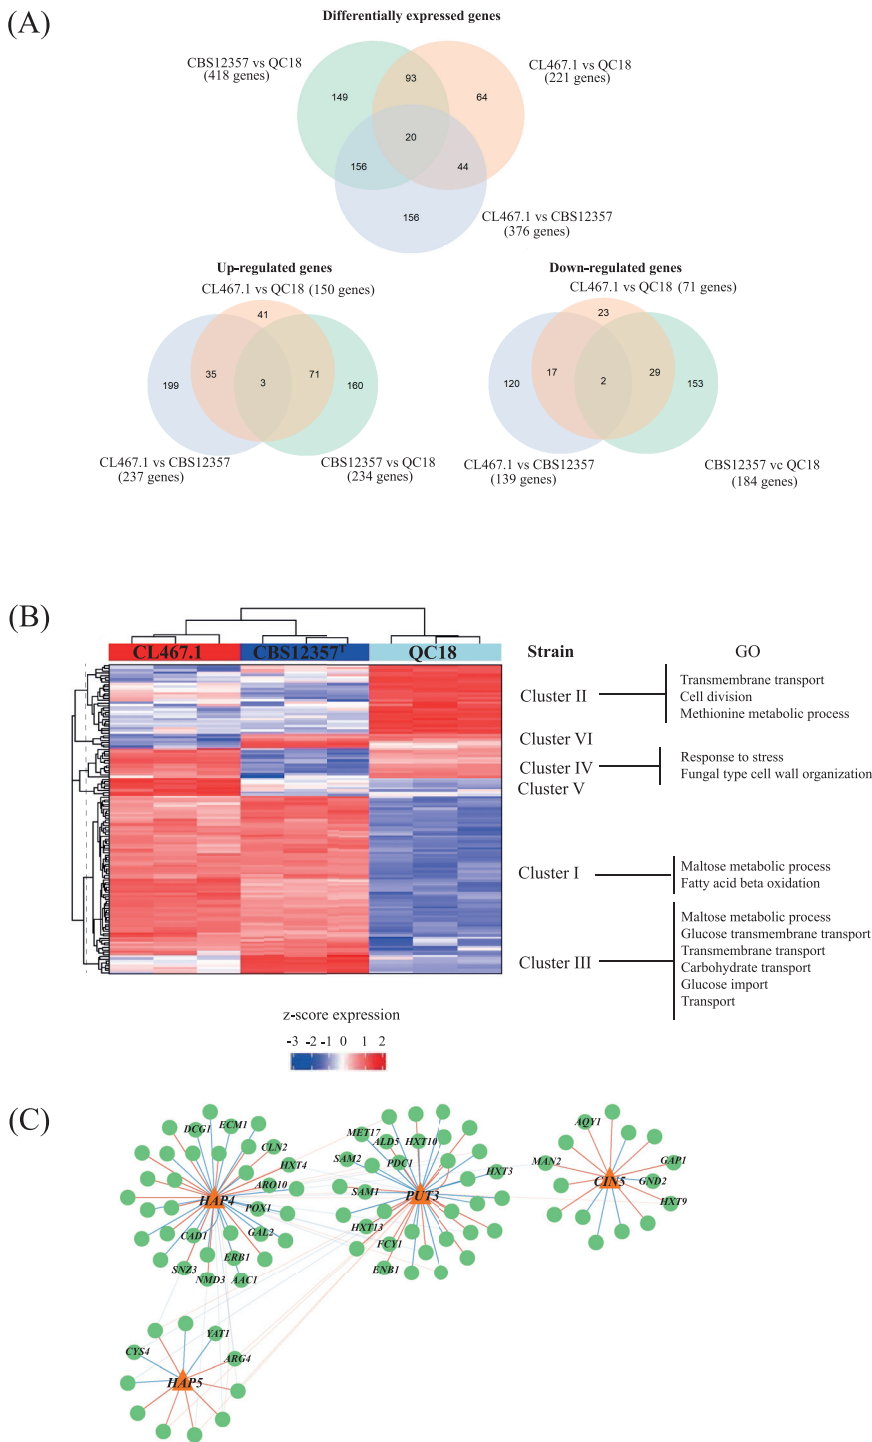 (A)
Differentially expressed genes
CBS12357 vs QC18
(418 genes)
CL467.1 vs QC18
(221 genes)
93
149
64
20
156
44
156
CL467.1 vs CBS12357
(376 genes)
Up-regulated genes
CL467.1 vs QC18 (150 genes)
41
35
71
199
3
160
CL467.1 vs CBS12357
(237 genes)
CBS12357 vs QC18
(234 genes)
Down-regulated genes
CL467.1 vs QC18 (71 genes)
23
17
29
120
2
153
CL467.1 vs CBS12357
(139 genes)
CBS12357 vc QC18
(184 genes)
(B)
CL467.1
CBS12357T
QC18
Strain
GO
Cluster II
Transmembrane transport
Cell division
Methionine metabolic process
Cluster VI
Cluster IV
Response to stress
Fungal type cell wall organization
Cluster V
Cluster I
Maltose metabolic process
Fatty acid beta oxidation
Cluster III
Maltose metabolic process
Glucose transmembrane transport
Transmembrane transport
Carbohydrate transport
Glucose import
Transport
z-score expression
-3 -2 -1 0 1 2
(C)
DCG1
ECM1
CLN2
HXT4
ARO10
HAP4
POX1
CAD1
GAL2
ERB1
SNZ3
NMD3
AAC1
MET17
ALD5
HXT10
SAM2
PDC1
HXT3
SAM1
PUT3
HXT13
FCY1
ENB1
AQY1
MAN2
GAP1
CIN5
GND2
HXT9
YAT1
CYS4
ARG4
HAP5